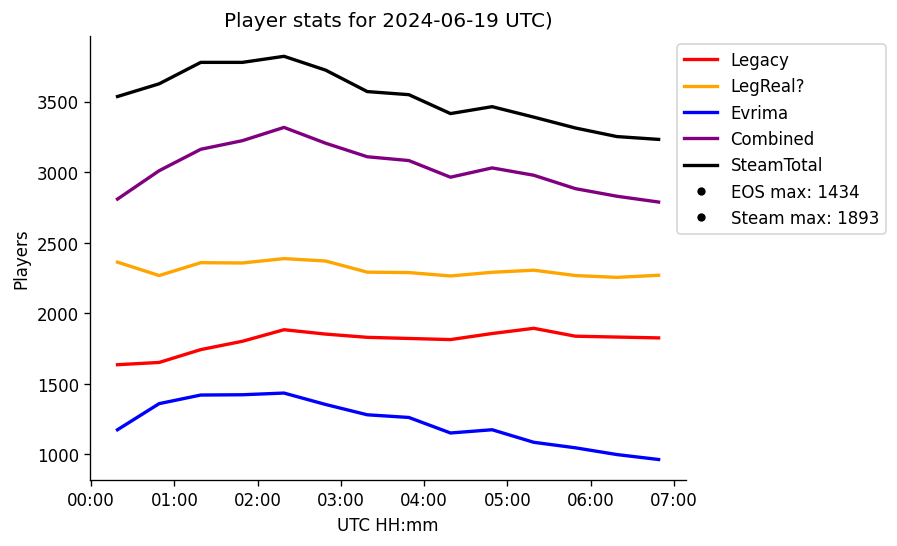 Player stats for 2024-06-19 UTC)
Legacy
LegReal?
Evrima
Combined
SteamTotal
EOS max: 1434
Steam max: 1893
Players
3500
3000
2500
2000
1500
1000
00:00 01:00 02:00 03:00 04:00 05:00 06:00 07:00
UTC HH:mm